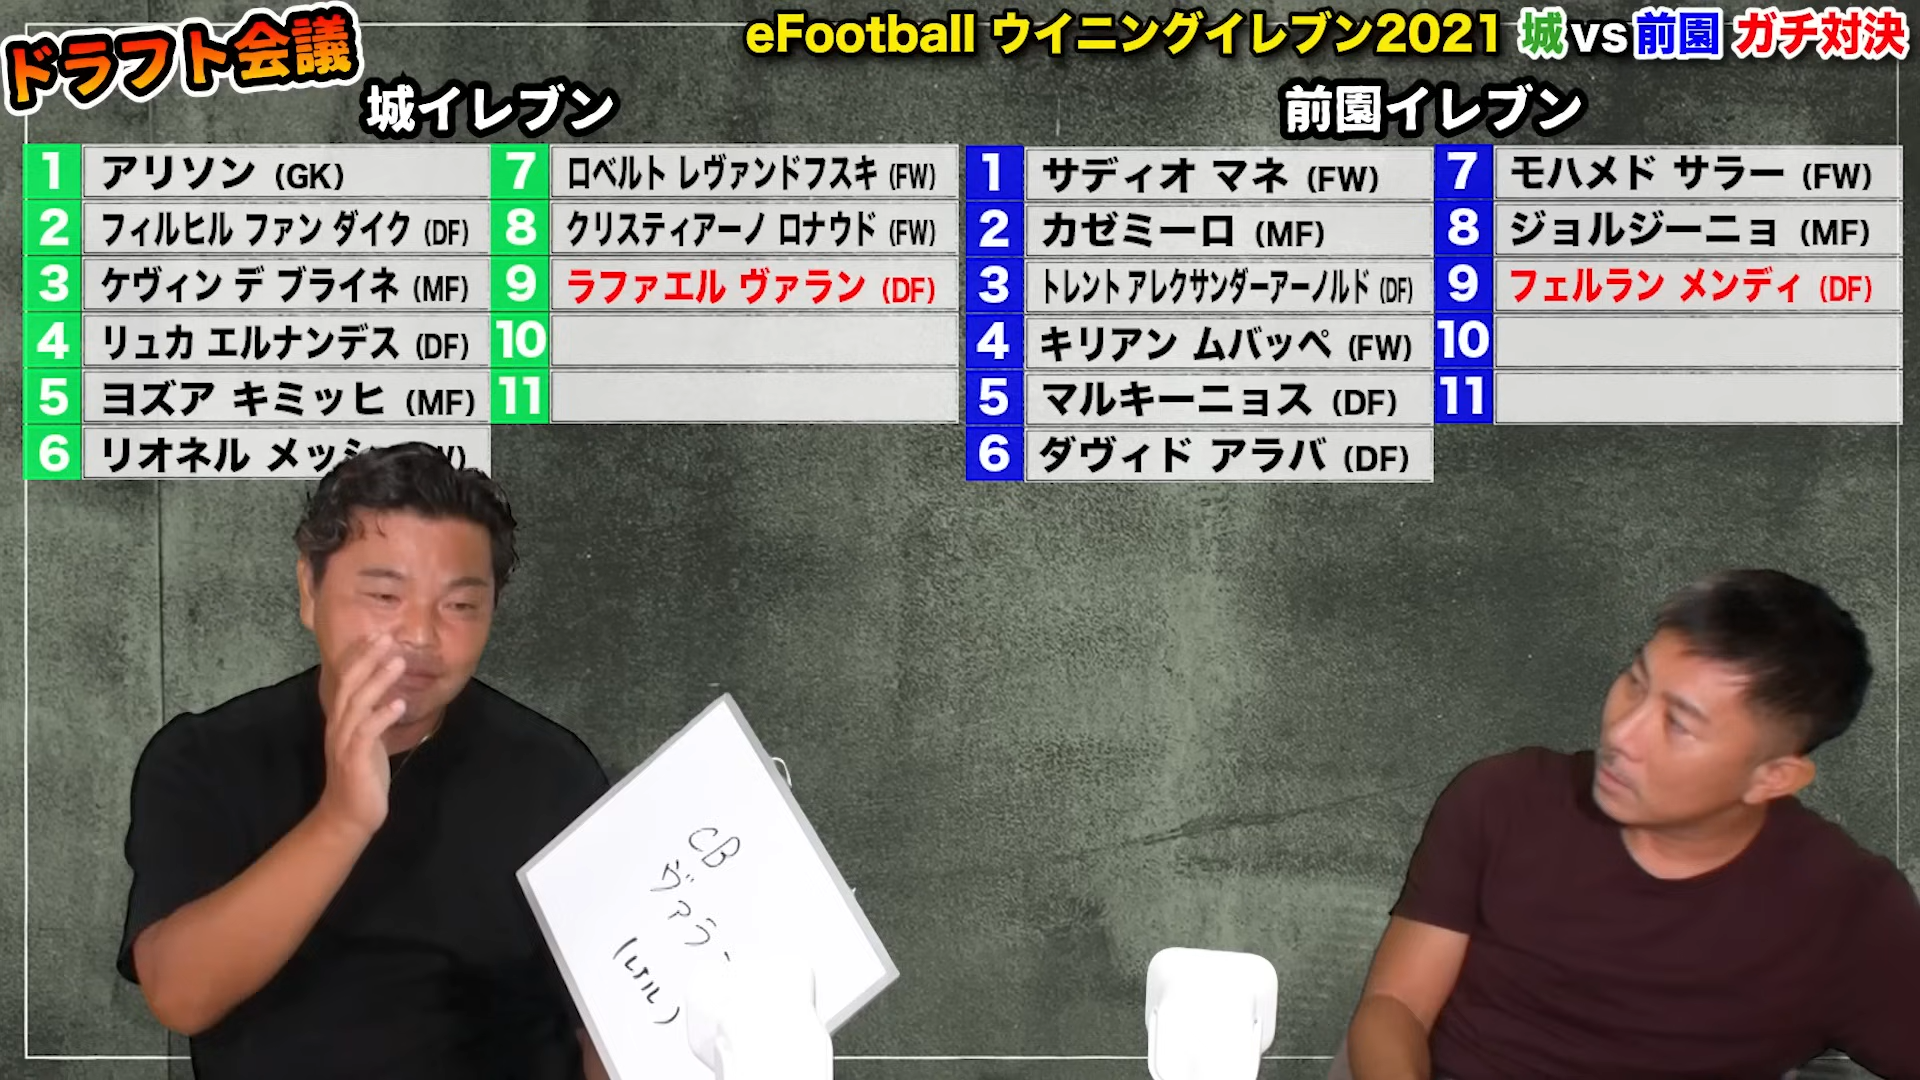 ドラフト会議
eFootball ウイニングイレブン2021 城vs前園 ガチ対決
城イレブン
1 アリソン (GK)
2 フィルヒル ファン ダイク (DF)
3 ケヴィン デ ブライネ (MF)
4 リュカ エルナンデス (DF)
5 ヨズア キミッヒ (MF)
6 リオネル メッシ
7 ロベルト レヴァンドフスキ (FW)
8 クリスティアーノ ロナウド (FW)
9 ラファエル ヴァラン (DF)
10
11
前園イレブン
1 サディオ マネ (FW)
2 カゼミーロ (MF)
3 トレント アレクサンダーアーノルド (DF)
4 キリアン ムバッペ (FW)
5 マルキーニョス (DF)
6 ダヴィド アラバ (DF)
7 モハメド サラー (FW)
8 ジョルジーニョ (MF)
9 フェルラン メンディ (DF)
10
11
CB
ヴァラン
(レアル)